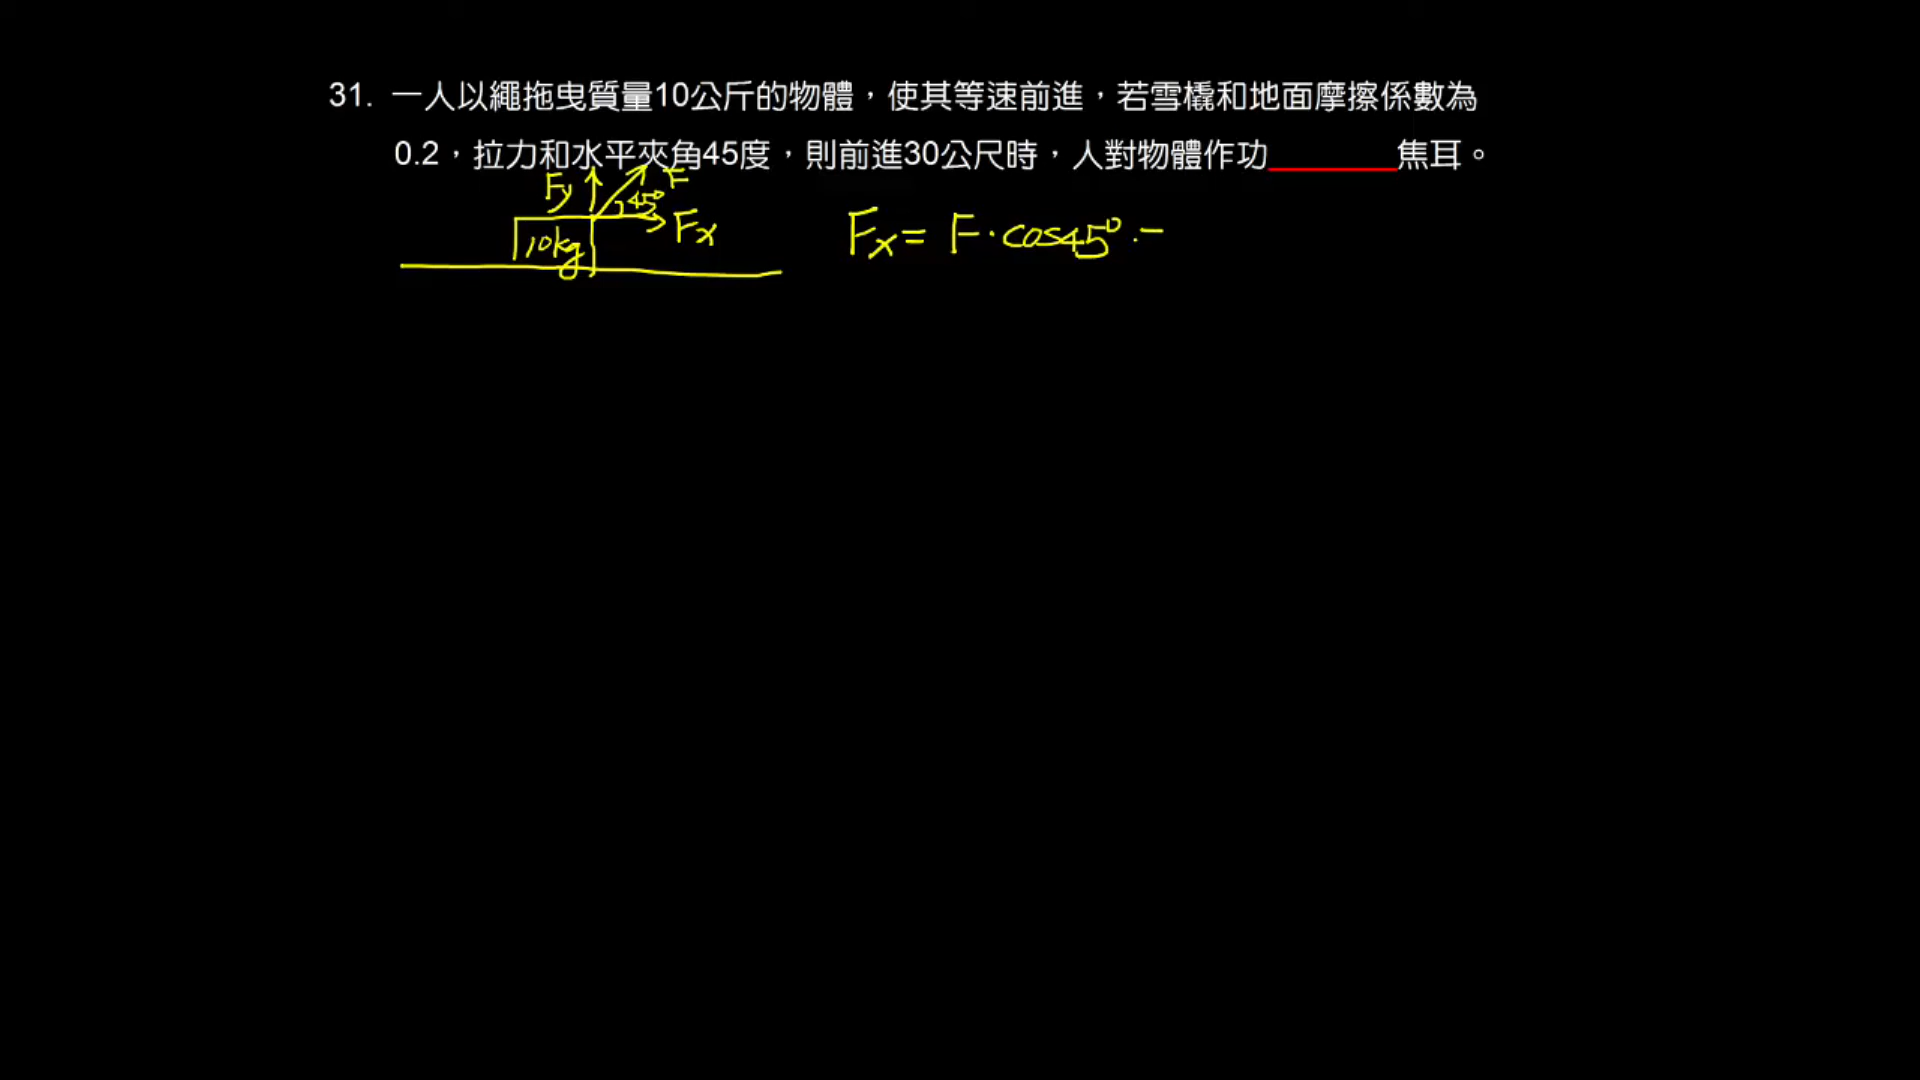 31. 一人以繩拖曳質量10公斤的物體，使其等速前進，若雪橇和地面摩擦係數為
0.2，拉力和水平夾角45度，則前進30公尺時，人對物體作功______焦耳。
Fy F
45°
Fx
10kg
Fx = F · cos45°